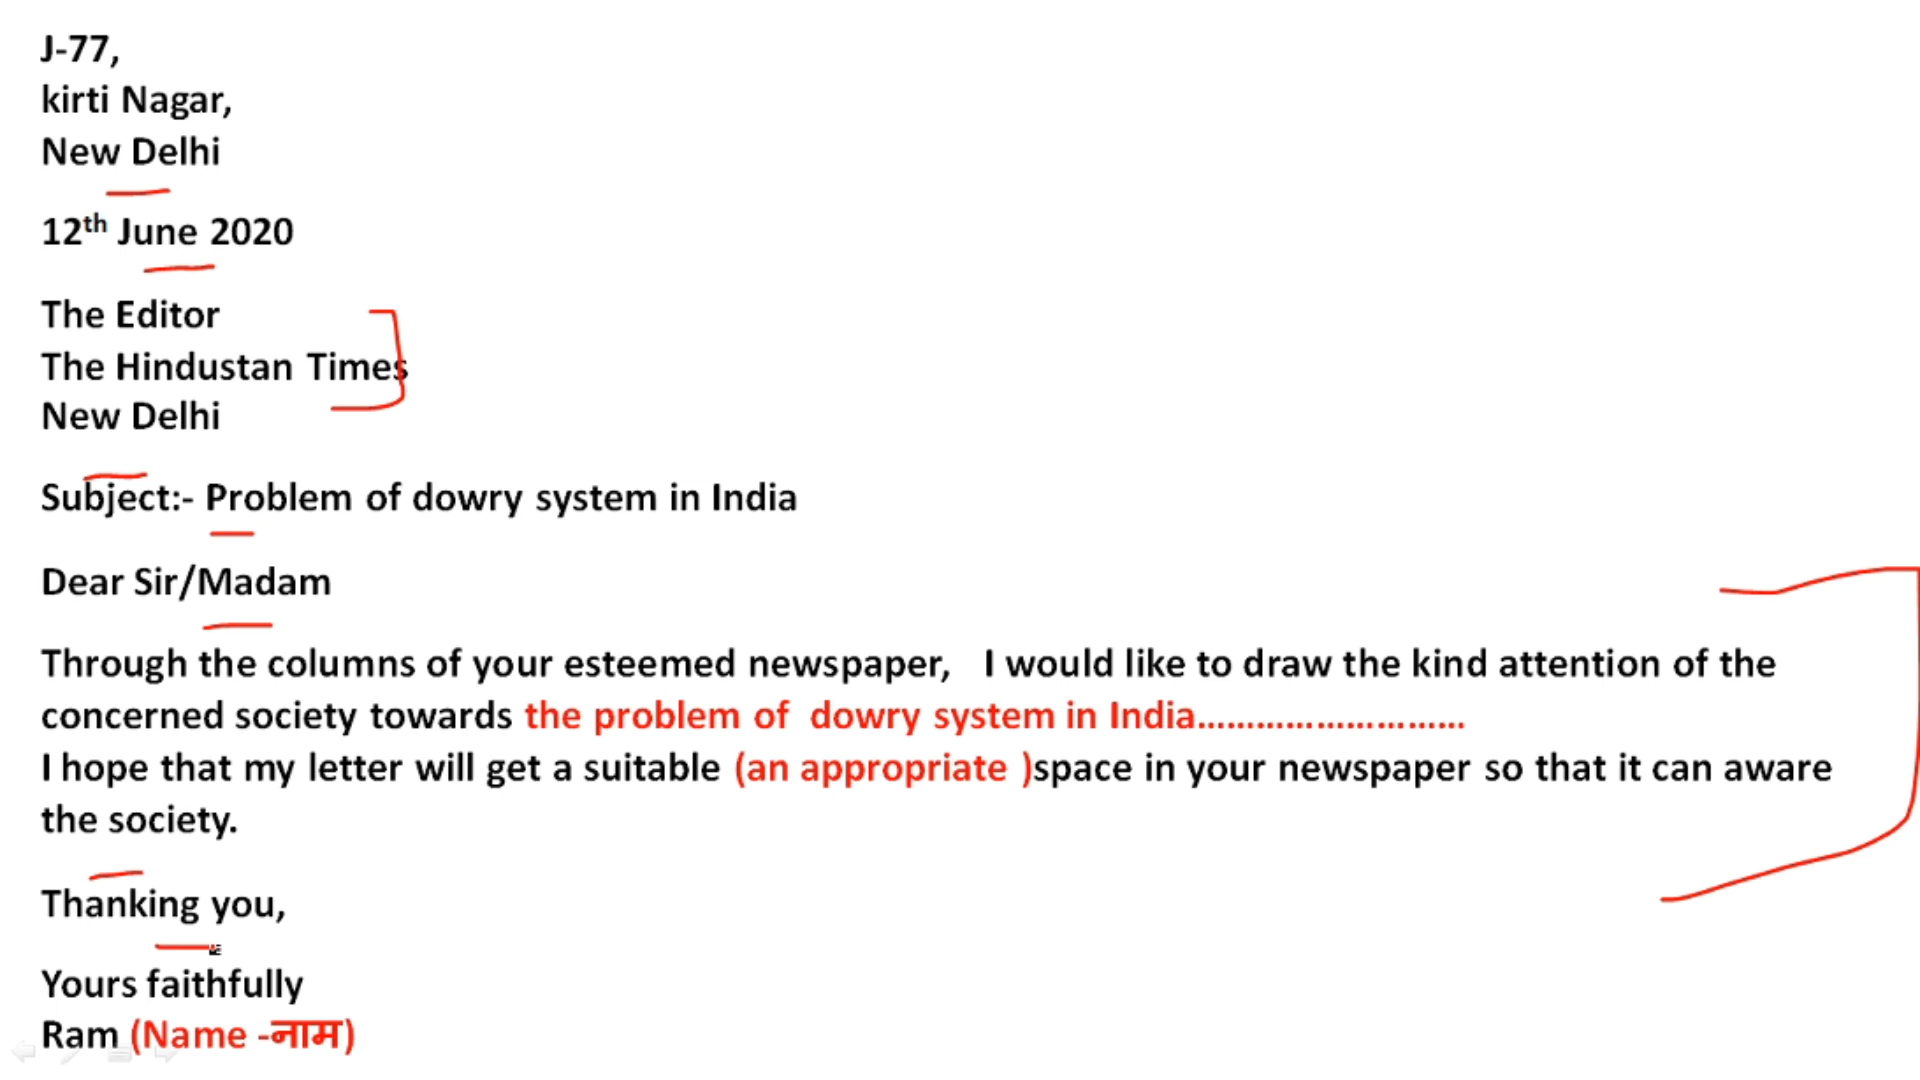 J-77,
kirti Nagar,
New Delhi
12th June 2020
The Editor
The Hindustan Times
New Delhi
Subject:- Problem of dowry system in India
Dear Sir/Madam
Through the columns of your esteemed newspaper, I would like to draw the kind attention of the
concerned society towards the problem of dowry system in India...........................
I hope that my letter will get a suitable (an appropriate )space in your newspaper so that it can aware
the society.
Thanking you,
Yours faithfully
Ram (Name -नाम)